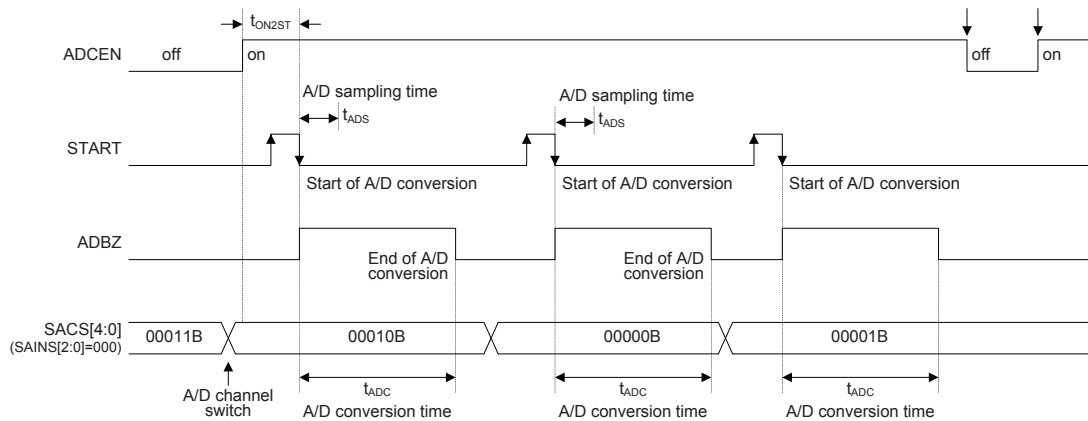 tON2ST
ADCEN
off
on
off
on
A/D sampling time
tADS
A/D sampling time
tADS
START
Start of A/D conversion
Start of A/D conversion
Start of A/D conversion
ADBZ
End of A/D
conversion
End of A/D
conversion
SACS[4:0]
(SAINS[2:0]=000)
00011B
00010B
00000B
00001B
A/D channel
switch
tADC
A/D conversion time
tADC
A/D conversion time
tADC
A/D conversion time